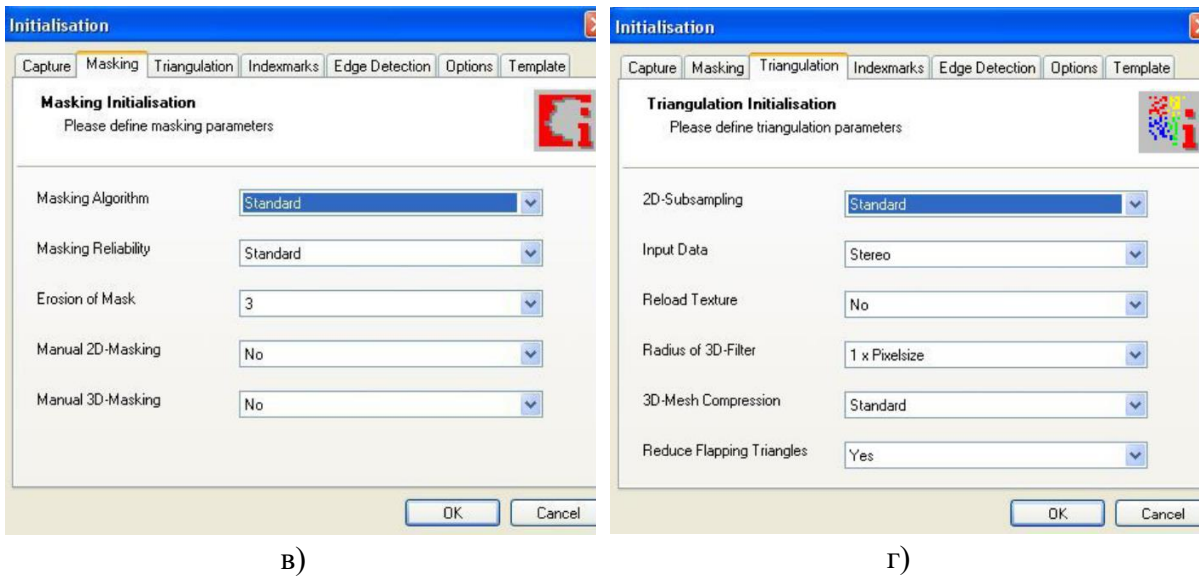 Initialisation
Capture Masking Triangulation Indexmarks Edge Detection Options Template
Masking Initialisation
Please define masking parameters
Masking Algorithm Standard
Masking Reliability Standard
Erosion of Mask 3
Manual 2D-Masking No
Manual 3D-Masking No
OK Cancel
в)
Initialisation
Capture Masking Triangulation Indexmarks Edge Detection Options Template
Triangulation Initialisation
Please define triangulation parameters
2D-Subsampling Standard
Input Data Stereo
Reload Texture No
Radius of 3D-Filter 1 x Pixelsize
3D-Mesh Compression Standard
Reduce Flapping Triangles Yes
OK Cancel
г)